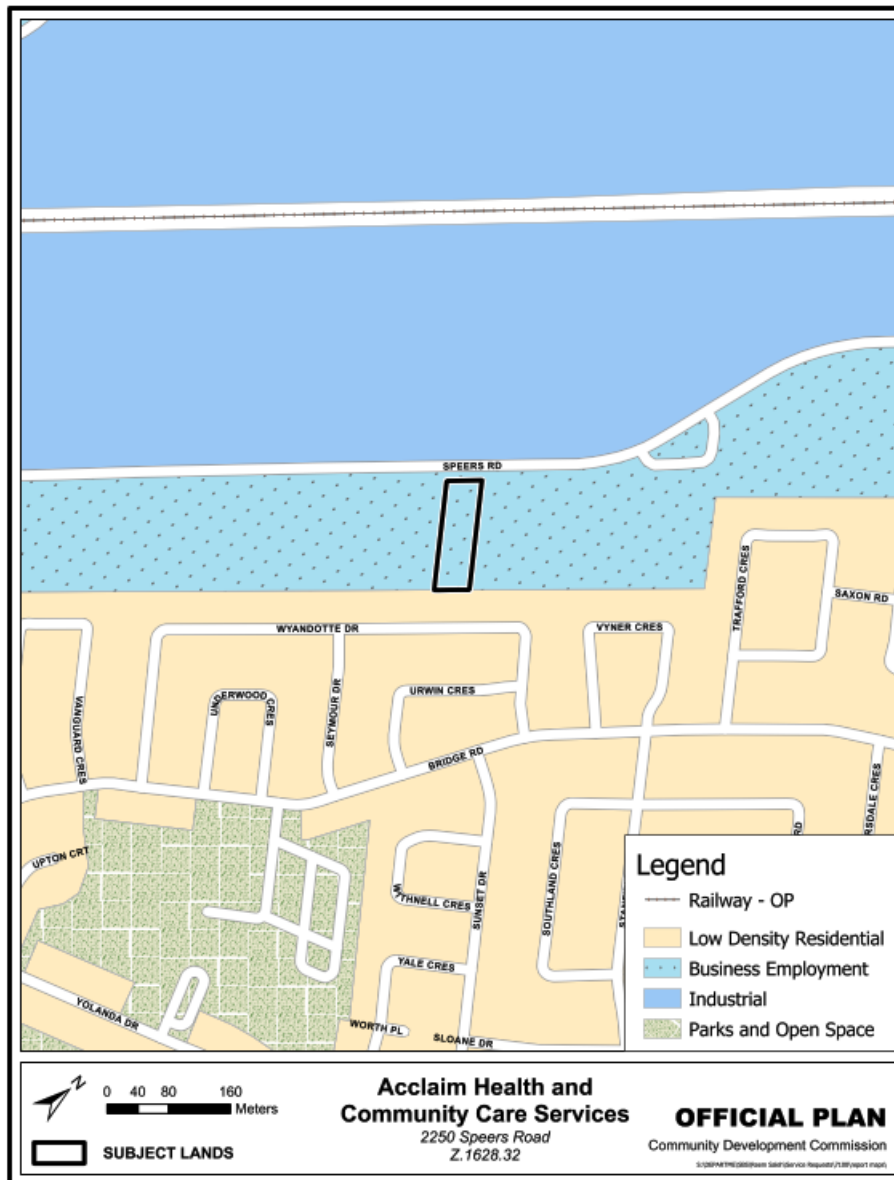 SPEERS RD
TRAFFORD CRES
SAXON RD
WYANDOTTE DR
VYNER CRES
VANGUARD CRES
UNDERWOOD CRES
SEYMOUR DR
URWIN CRES
BRIDGE RD
UPTON CRT
WYTHNELL CRES
SUNSET DR
SOUTHLAND CRES
YALE CRES
YOLANDA DR
WORTH PL
SLOANE DR
RD
RSDALE CRES
Legend
Railway - OP
Low Density Residential
Business Employment
Industrial
Parks and Open Space
Z
0 40 80 160
Meters
SUBJECT LANDS
Acclaim Health and
Community Care Services
2250 Speers Road
Z.1628.32
OFFICIAL PLAN
Community Development Commission